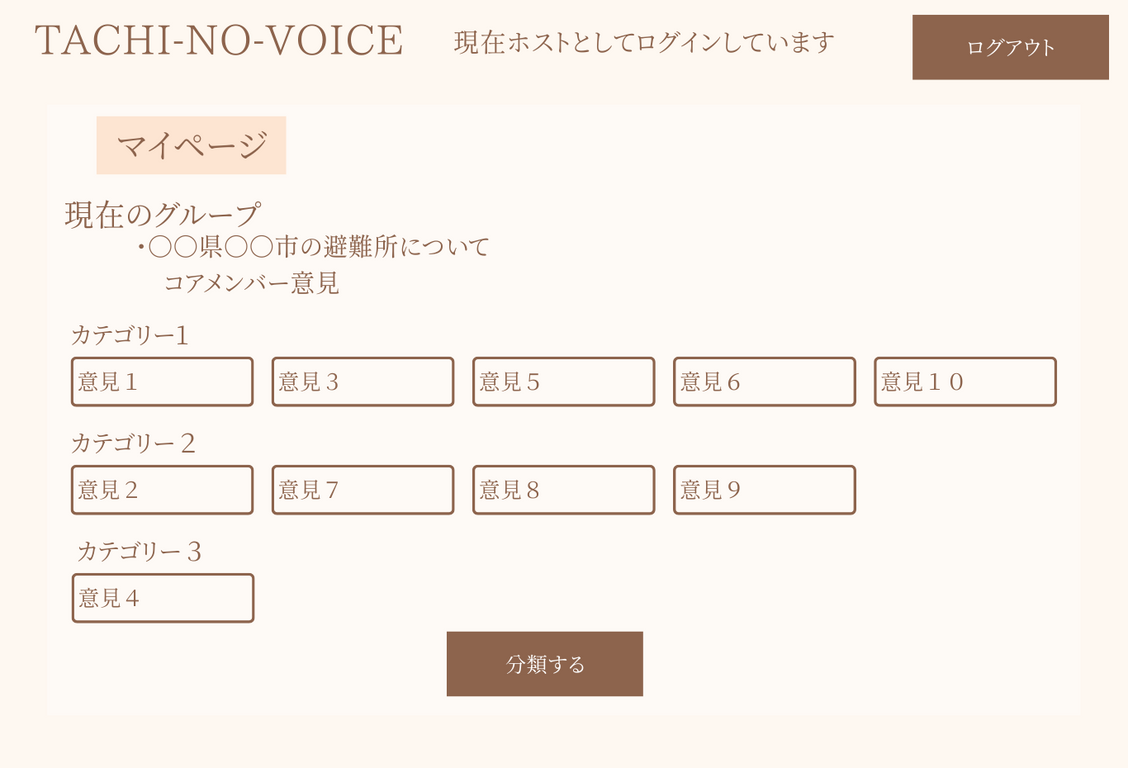 TACHI-NO-VOICE
現在ホストとしてログインしています
ログアウト
マイページ
現在のグループ
・〇〇県〇〇市の避難所について
コアメンバー意見
カテゴリー1
意見１
意見３
意見５
意見６
意見１０
カテゴリー２
意見２
意見７
意見８
意見９
カテゴリー３
意見４
分類する